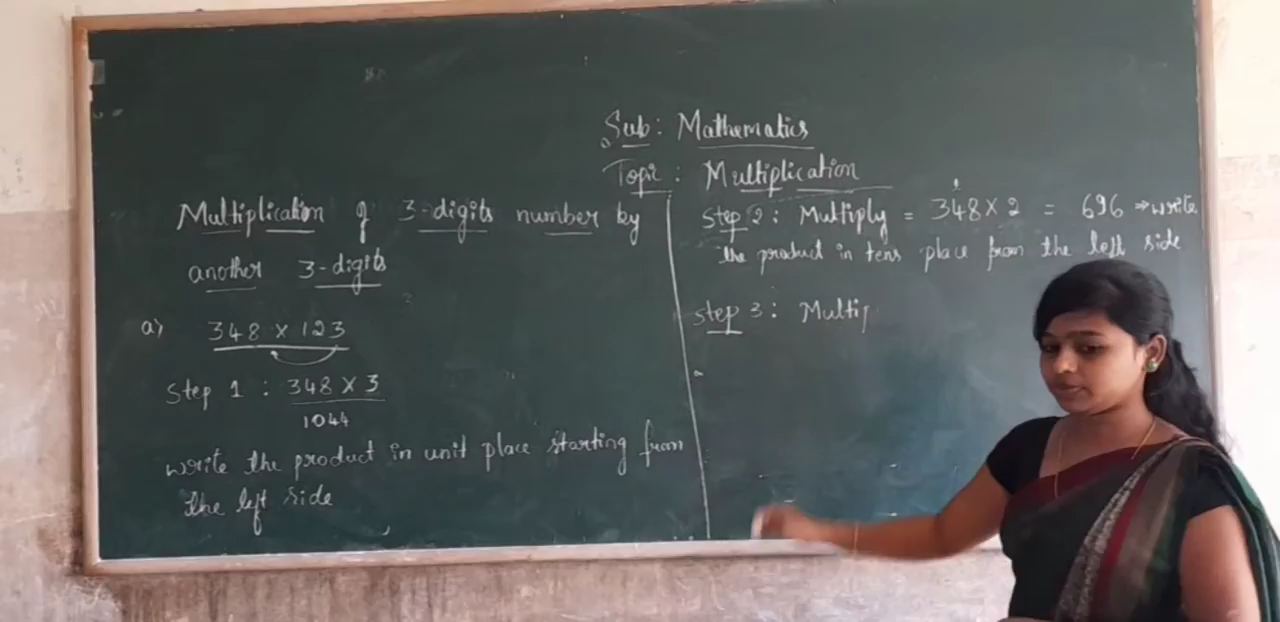 Sub: Mathematics
Topic: Multiplication
Multiplication of 3-digits number by
another 3-digits
a) 348 × 123
Step 1 : 348 × 3
1044
write the product in unit place starting from
the left side
Step 2 : Multiply = 348 × 2 = 696 ⇒ write
the product in tens place from the left side
Step 3 : Multip